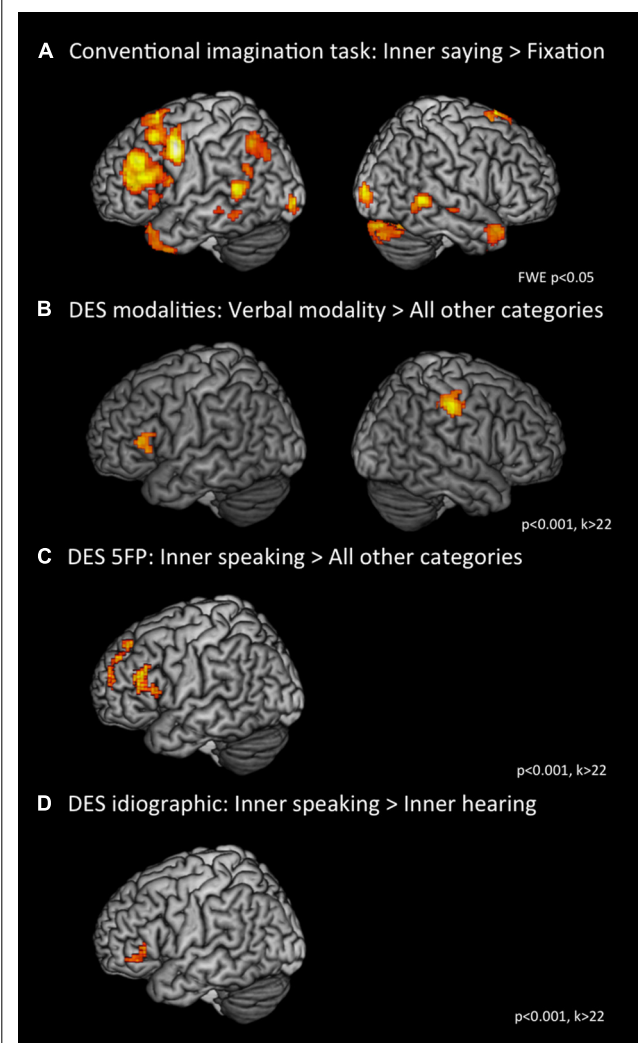 A Conventional imagination task: Inner saying > Fixation
FWE p<0.05
B DES modalities: Verbal modality > All other categories
p<0.001, k>22
C DES 5FP: Inner speaking > All other categories
p<0.001, k>22
D DES idiographic: Inner speaking > Inner hearing
p<0.001, k>22